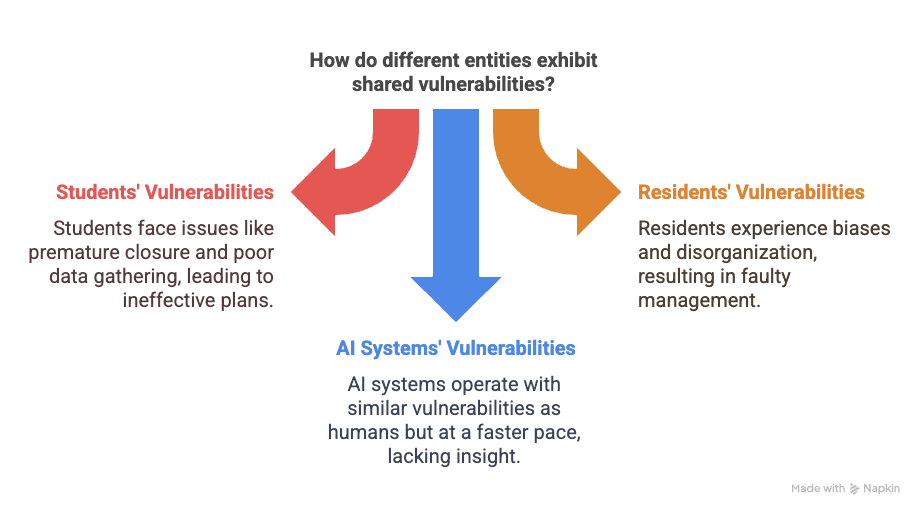 How do different entities exhibit
shared vulnerabilities?
Students' Vulnerabilities
Students face issues like
premature closure and poor
data gathering, leading to
ineffective plans.
Residents' Vulnerabilities
Residents experience biases
and disorganization,
resulting in faulty
management.
AI Systems' Vulnerabilities
AI systems operate with
similar vulnerabilities as
humans but at a faster pace,
lacking insight.
Made with Napkin